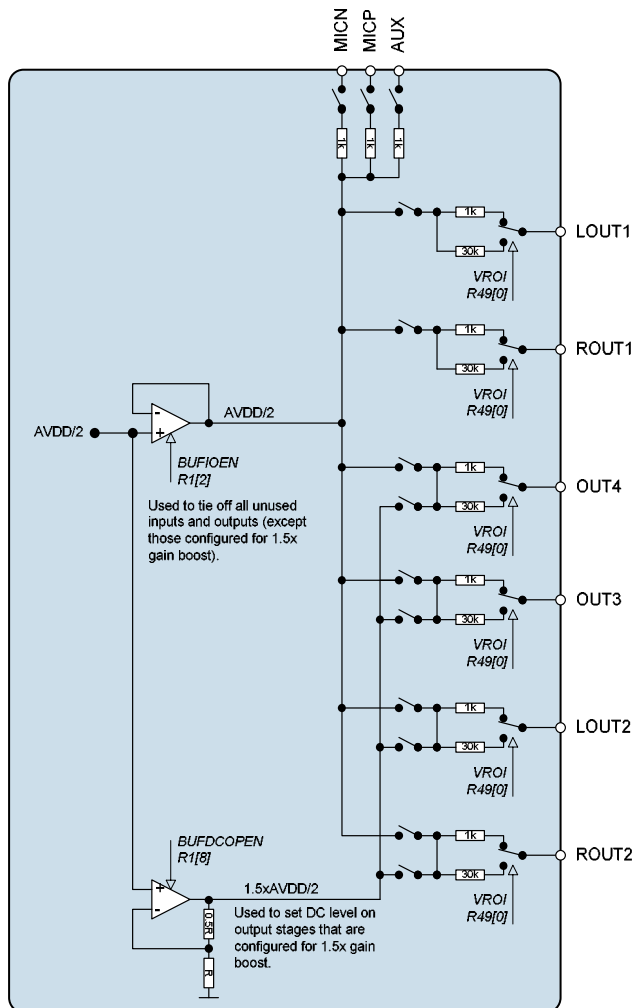 MICN
MICP
AUX
1k
1k
1k
1k
LOUT1
30k
VROI
R49[0]
1k
ROUT1
30k
VROI
R49[0]
AVDD/2
AVDD/2
-
+
BUFIOEN
R1[2]
Used to tie off all unused
inputs and outputs (except
those configured for 1.5x
gain boost).
1k
OUT4
30k
VROI
R49[0]
1k
OUT3
30k
VROI
R49[0]
1k
LOUT2
30k
VROI
R49[0]
1k
ROUT2
30k
VROI
R49[0]
BUFDCOPEN
R1[8]
+
-
1.5xAVDD/2
0.5R
R
Used to set DC level on
output stages that are
configured for 1.5x gain
boost.